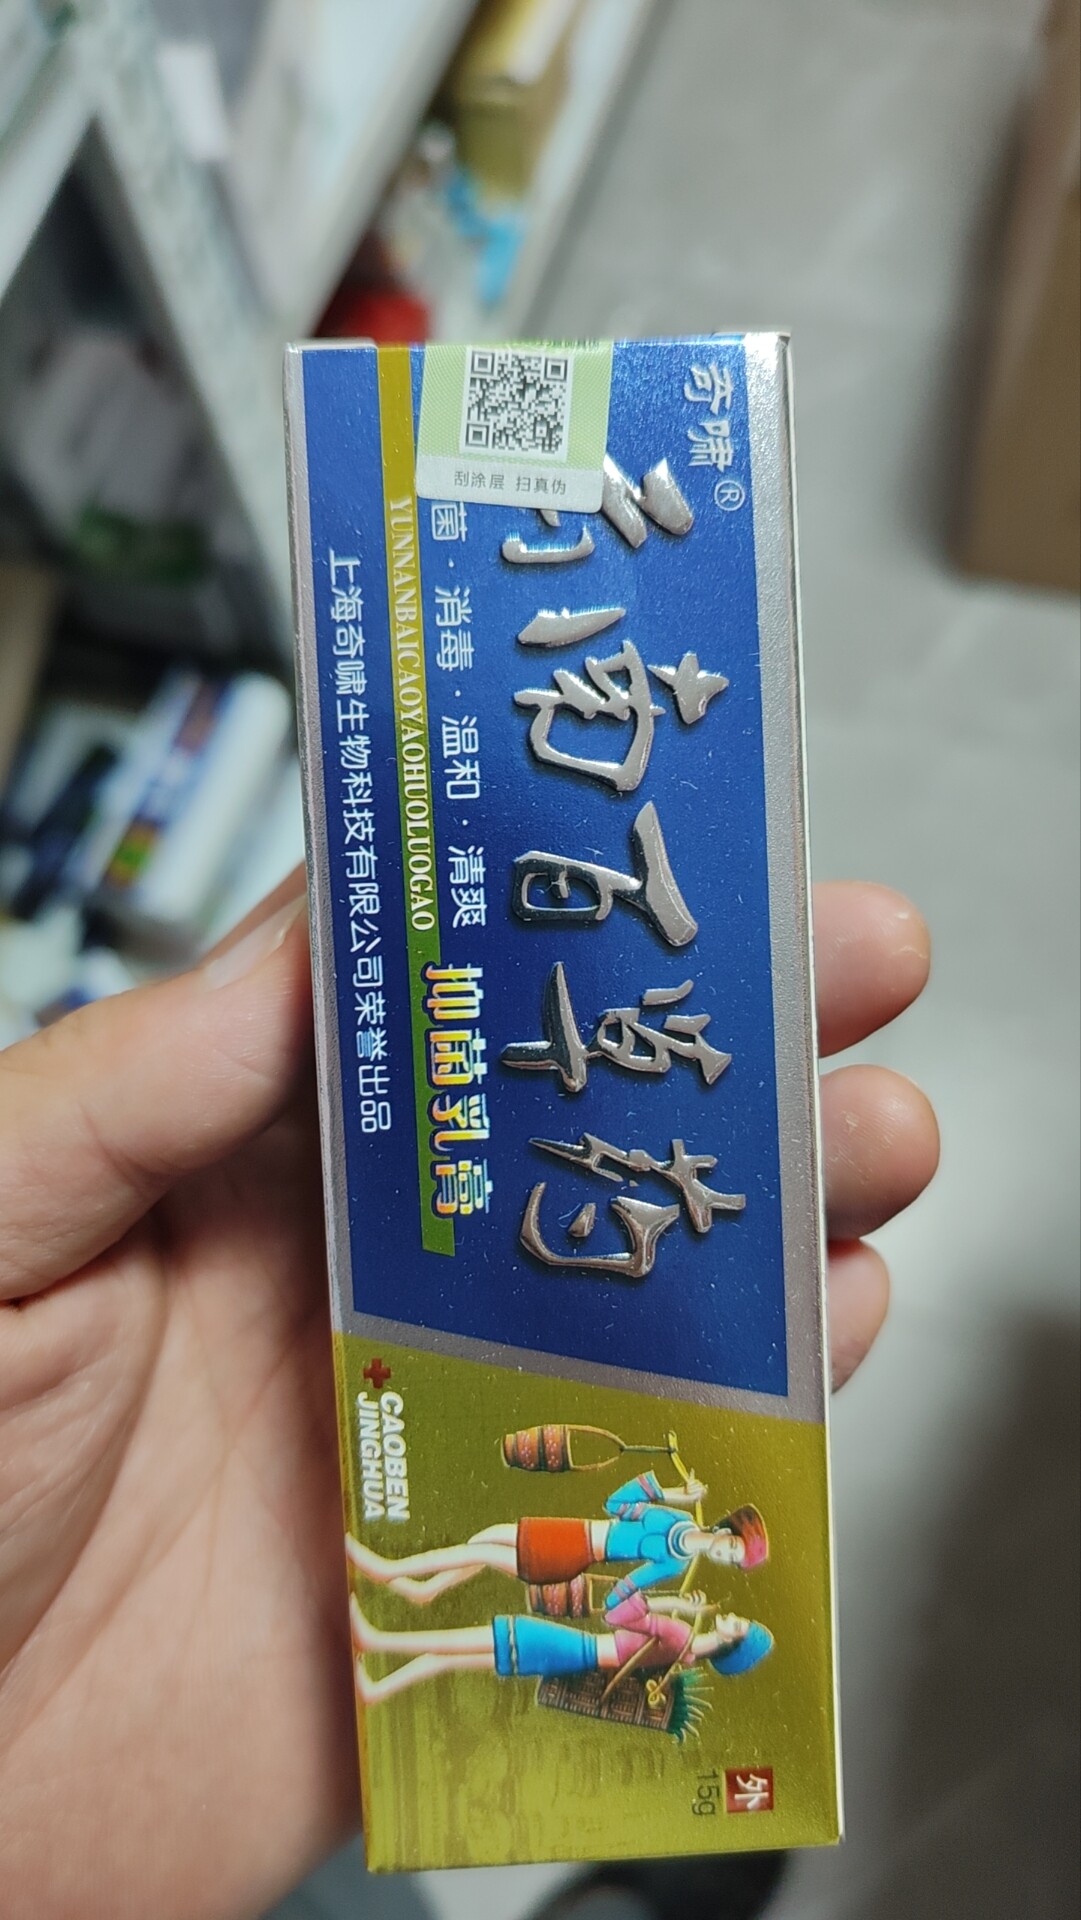 奇啸®
云南百草药
菌·消毒·温和·清爽
抑菌乳膏
YUNNANBAICAOYAOHUOLUOGAO
上海奇啸生物科技有限公司荣誉出品
刮涂层 扫真伪
CAOBEN
JINGHUA
外
15g